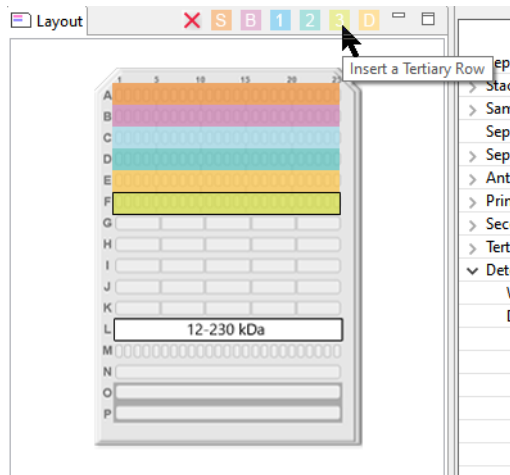 Layout
S B 1 2 3 D
Insert a Tertiary Row
Stac
Sam
Sep
Sep
Ant
Prin
Sec
Tert
Det
1 5 10 15 20 25
A
B
C
D
E
F
G
H
I
J
K
L 12-230 kDa
M
N
O
P